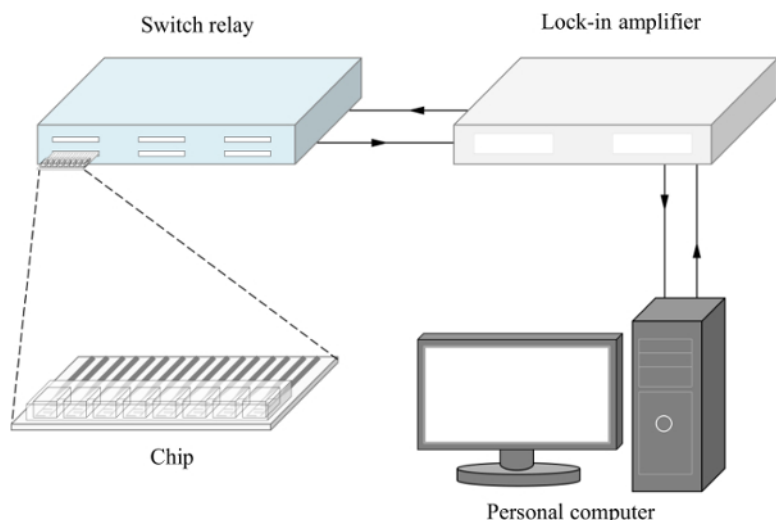 Switch relay
Lock-in amplifier
Chip
Personal computer